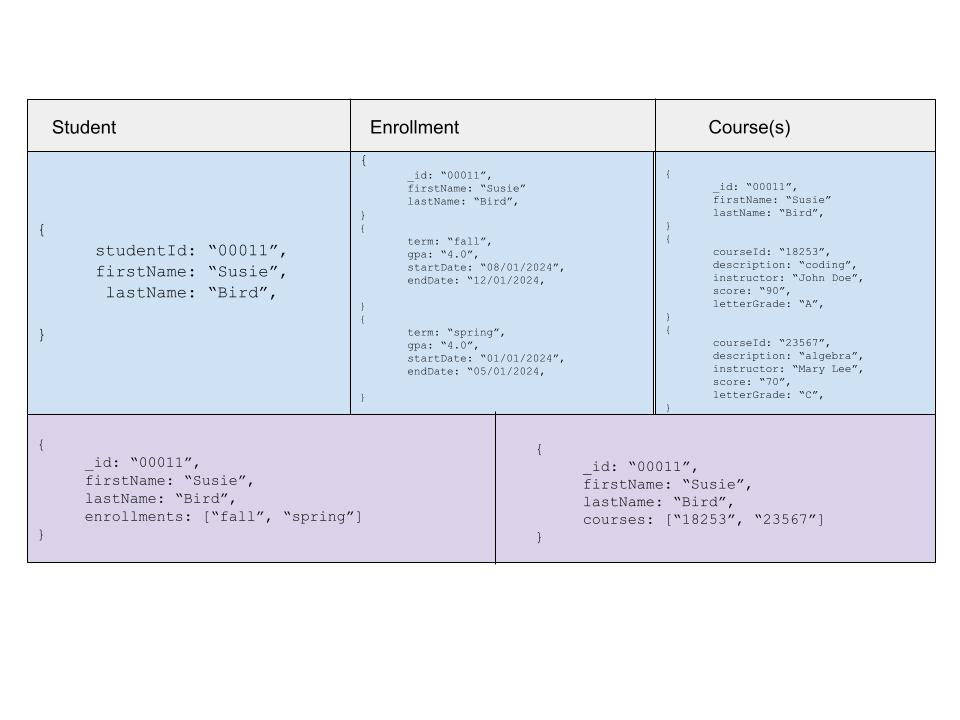 Student
Enrollment
Course(s)
{
studentId: “00011”,
firstName: “Susie”,
lastName: “Bird”,
}
{
_id: “00011”,
firstName: “Susie”
lastName: “Bird”,
}
{
term: “fall”,
gpa: “4.0”,
startDate: “08/01/2024”,
endDate: “12/01/2024,
}
{
term: “spring”,
gpa: “4.0”,
startDate: “01/01/2024”,
endDate: “05/01/2024,
}
{
_id: “00011”,
firstName: “Susie”
lastName: “Bird”,
}
{
courseId: “18253”,
description: “coding”,
instructor: “John Doe”,
score: “90”,
letterGrade: “A”,
}
{
courseId: “23567”,
description: “algebra”,
instructor: “Mary Lee”,
score: “70”,
letterGrade: “C”,
}
{
_id: “00011”,
firstName: “Susie”,
lastName: “Bird”,
enrollments: [“fall”, “spring”]
}
{
_id: “00011”,
firstName: “Susie”,
lastName: “Bird”,
courses: [“18253”, “23567”]
}